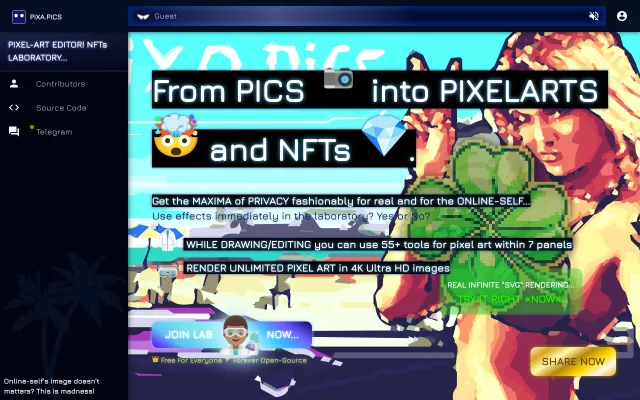 PIXA.PICS
Guest
PIXEL-ART EDITOR! NFTs
LABORATORY...
Contributors
Source Code
Telegram
From PICS into PIXELARTS
and NFTs .
Get the MAXIMA of PRIVACY fashionably for real and for the ONLINE-SELF...
Use effects immediately in the laboratory? Yes or No?
WHILE DRAWING/EDITING you can use 55+ tools for pixel art within 7 panels
RENDER UNLIMITED PIXEL ART in 4K Ultra HD images
REAL INFINITE "SVG" RENDERING...
TRY IT RIGHT «NOW»...
JOIN LAB NOW...
Free For Everyone Forever Open-Source
SHARE NOW
Online-self's image doesn't
matters? This is madness!